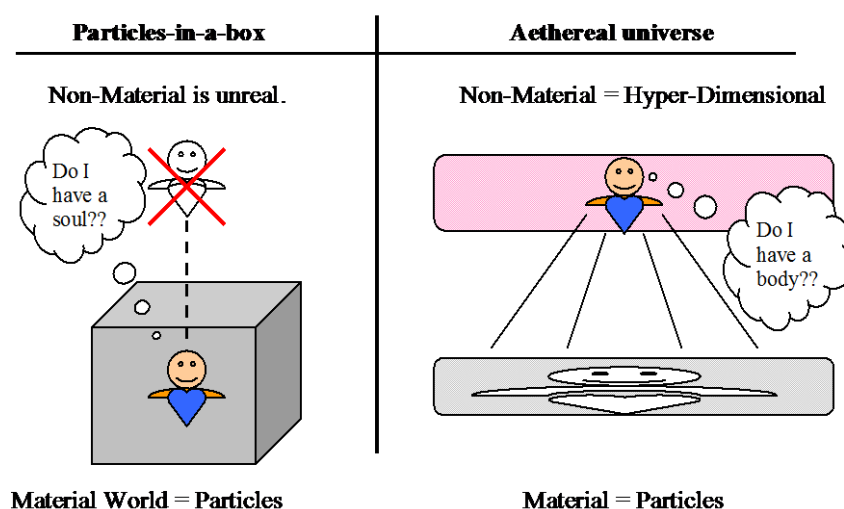 Particles-in-a-box
Aethereal universe
Non-Material is unreal.
Non-Material = Hyper-Dimensional
Do I
have a
soul??
Do I
have a
body??
Material World = Particles
Material = Particles